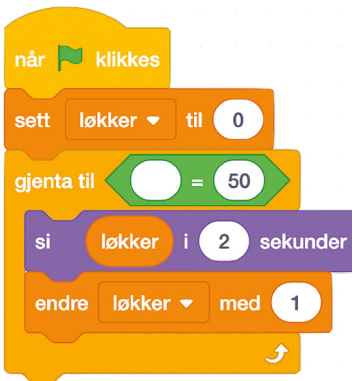 når klikkes
sett løkker til 0
gjenta til = 50
si løkker i 2 sekunder
endre løkker med 1